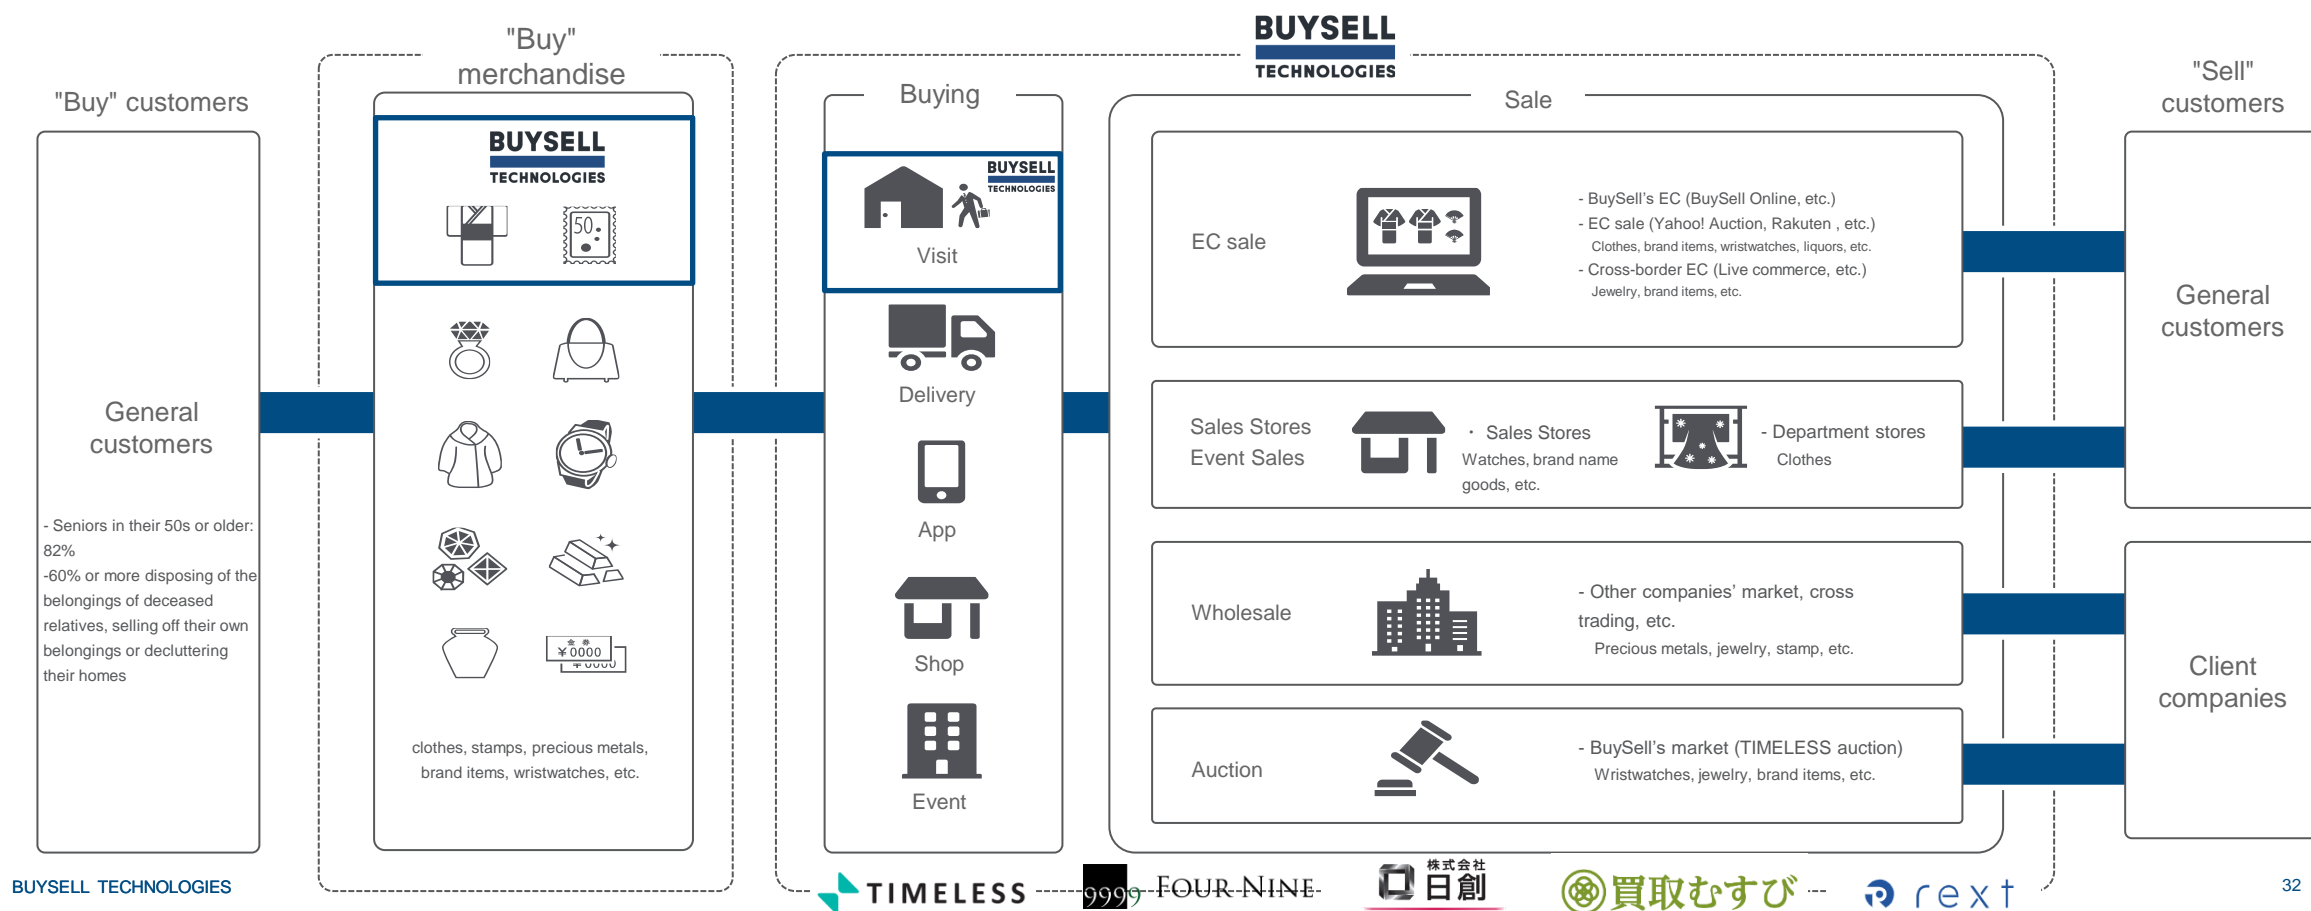 BUYSELL
TECHNOLOGIES
"Buy" customers
General
customers
- Seniors in their 50s or older:
82%
-60% or more disposing of the
belongings of deceased
relatives, selling off their own
belongings or decluttering
their homes
"Buy"
merchandise
BUYSELL
TECHNOLOGIES
50
金 券
¥0000
¥0000
clothes, stamps, precious metals,
brand items, wristwatches, etc.
Buying
BUYSELL
TECHNOLOGIES
Visit
Delivery
App
Shop
Event
Sale
EC sale
- BuySell’s EC (BuySell Online, etc.)
- EC sale (Yahoo! Auction, Rakuten , etc.)
Clothes, brand items, wristwatches, liquors, etc.
- Cross-border EC (Live commerce, etc.)
Jewelry, brand items, etc.
Sales Stores
Event Sales
・ Sales Stores
Watches, brand name
goods, etc.
- Department stores
Clothes
Wholesale
- Other companies’ market, cross
trading, etc.
Precious metals, jewelry, stamp, etc.
Auction
- BuySell’s market (TIMELESS auction)
Wristwatches, jewelry, brand items, etc.
"Sell"
customers
General
customers
Client
companies
BUYSELL TECHNOLOGIES
TIMELESS
9999 FOUR NINE
株式会社
日創
買取むすび
rext
32